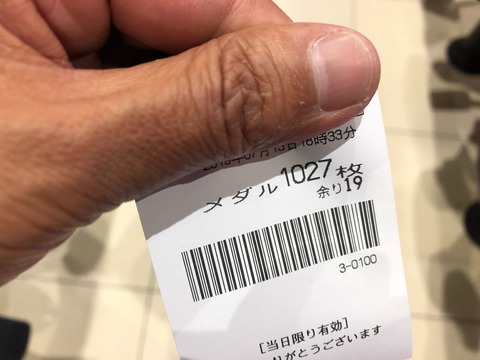 18時33分
メダル1027枚
余り19
3-0100
[当日限り有効]
りがとうございます